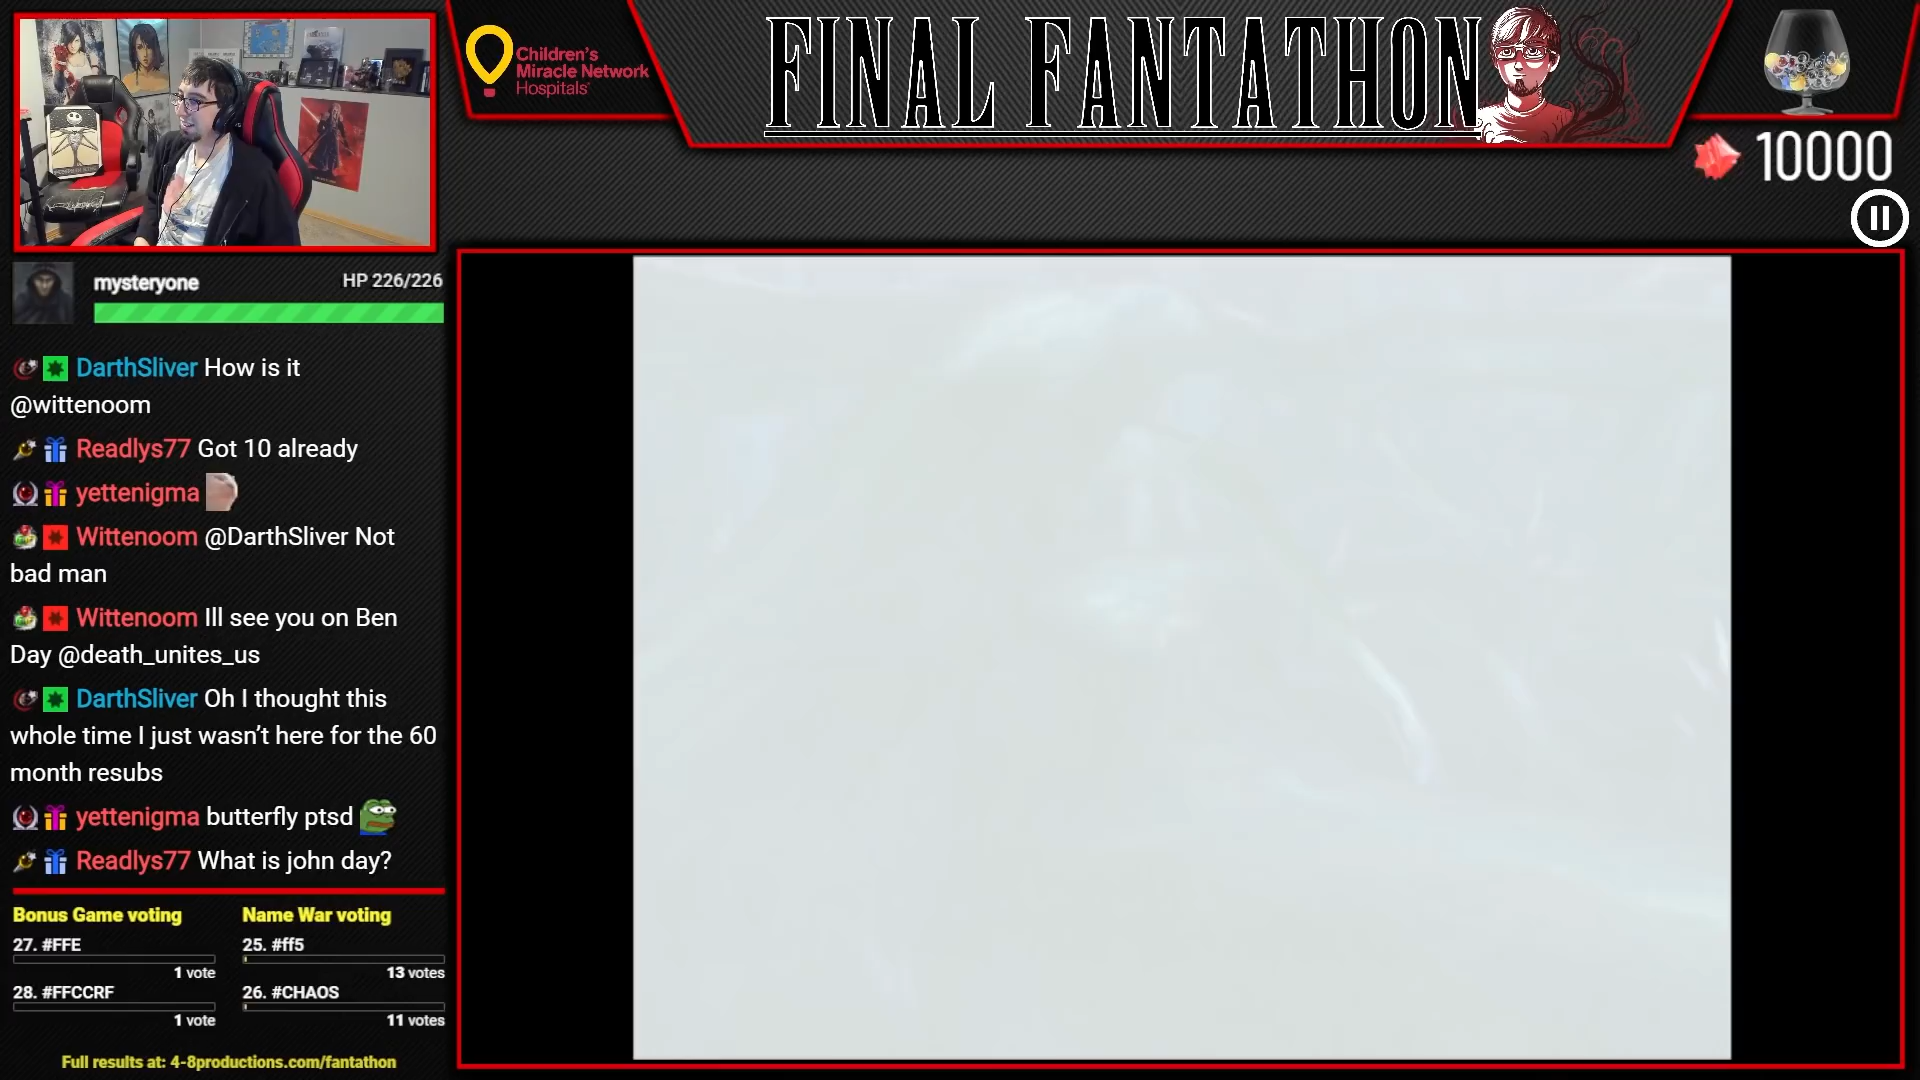 Children's
Miracle Network
Hospitals
FINAL FANTATHON
10000
mysteryone
HP 226/226
DarthSliver How is it
@wittenoom
Readlys77 Got 10 already
yettenigma
Wittenoom @DarthSliver Not
bad man
Wittenoom Ill see you on Ben
Day @death_unites_us
DarthSliver Oh I thought this
whole time I just wasn't here for the 60
month resubs
yettenigma butterfly ptsd
Readlys77 What is john day?
Bonus Game voting
27. #FFE
1 vote
28. #FFCCRF
1 vote
Name War voting
25. #ff5
13 votes
26. #CHAOS
11 votes
Full results at: 4-8productions.com/fantathon